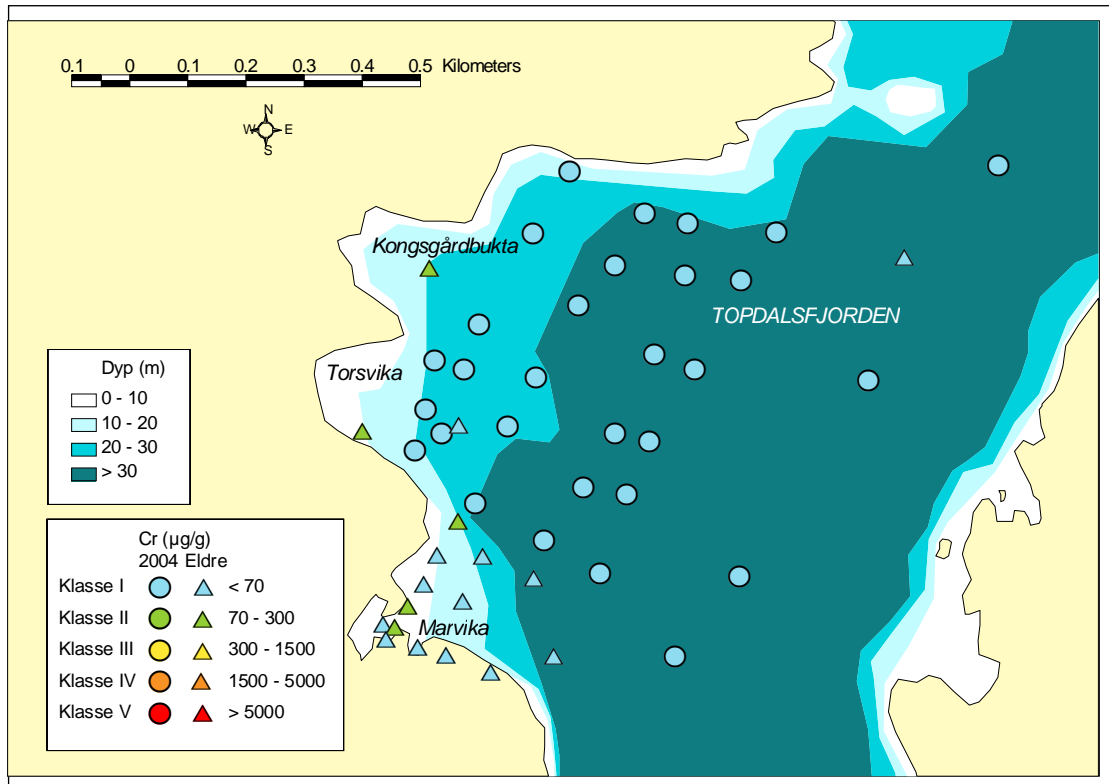 0.1 0 0.1 0.2 0.3 0.4 0.5 Kilometers
N
W E
S
Kongsgårdbukta
TOPDALSFJORDEN
Torsvika
Marvika
Dyp (m)
0 - 10
10 - 20
20 - 30
> 30
Cr (µg/g)
2004 Eldre
Klasse I < 70
Klasse II 70 - 300
Klasse III 300 - 1500
Klasse IV 1500 - 5000
Klasse V > 5000